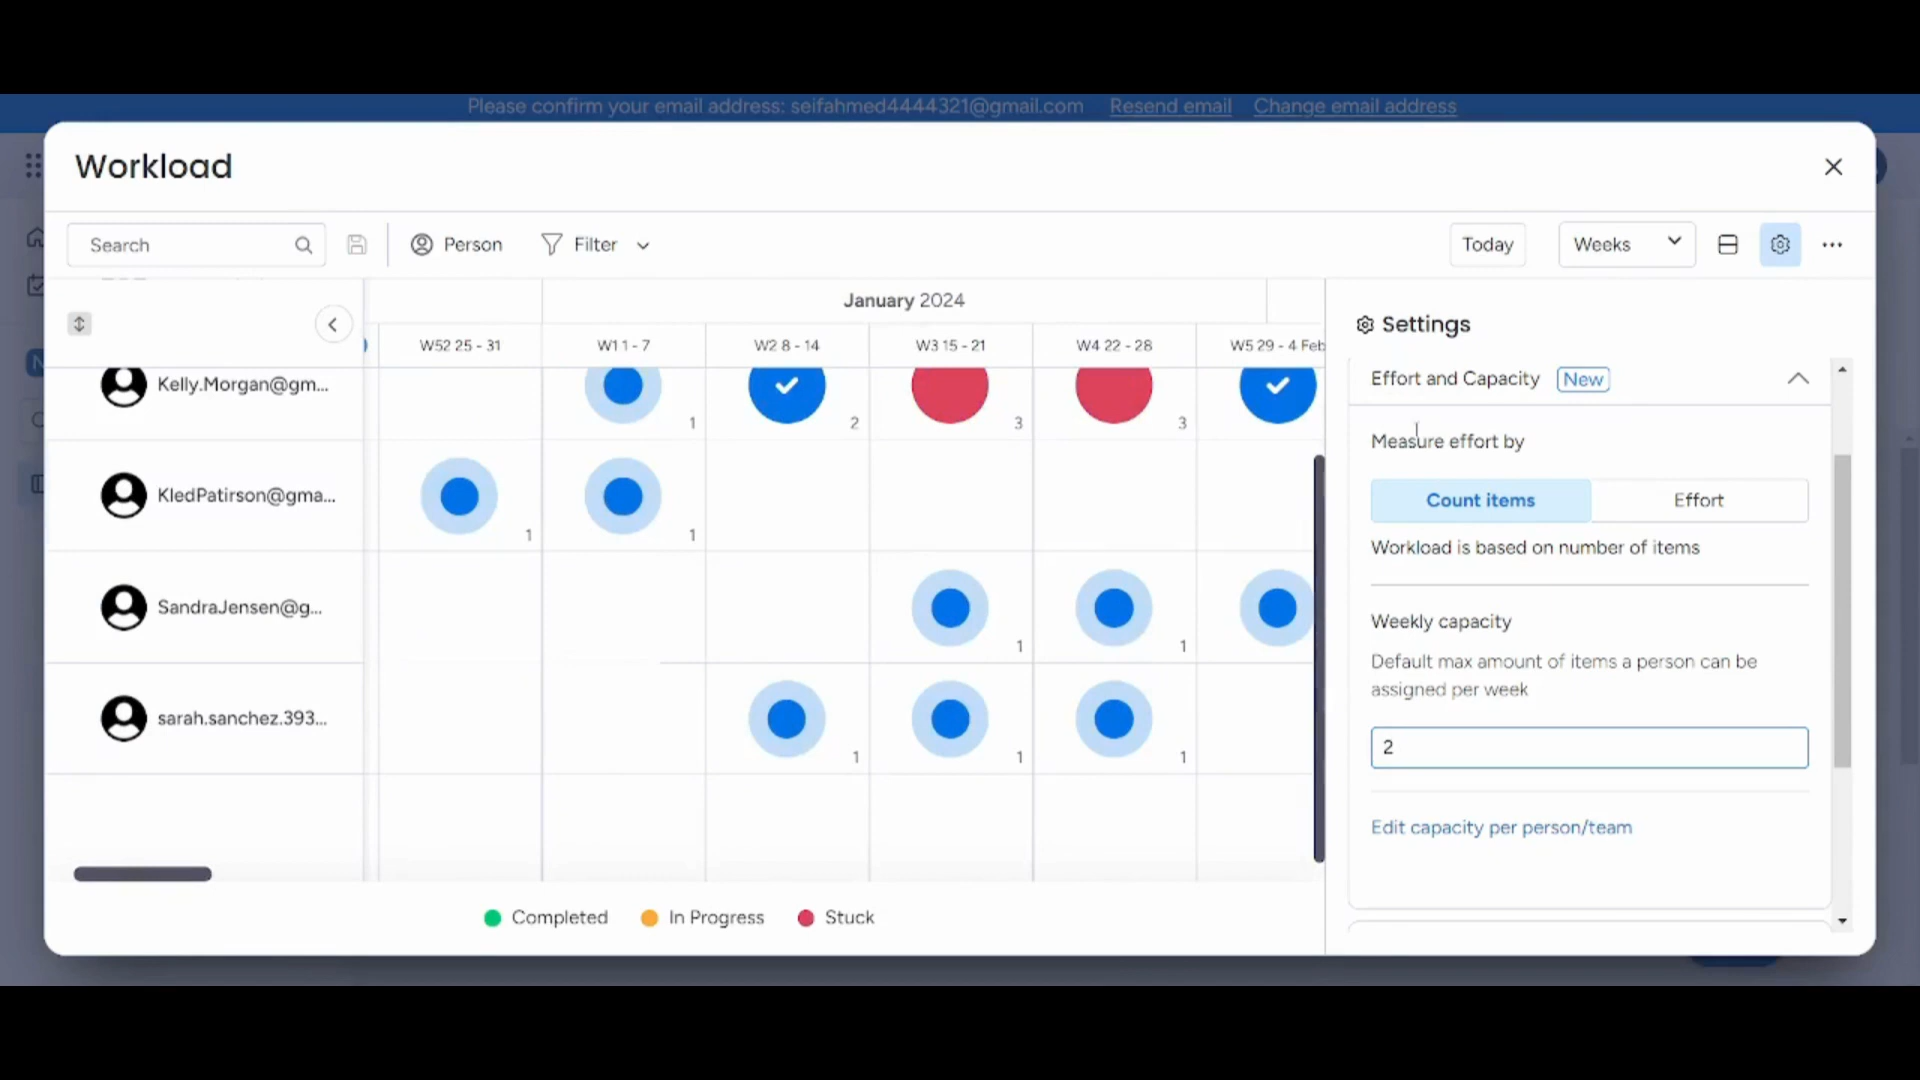 Please confirm your email address: seifahmed4444321@gmail.com Resend email Change email address
Workload
Search
Person
Filter
Today
Weeks
January 2024
W52 25 - 31
W1 1 - 7
W2 8 - 14
W3 15 - 21
W4 22 - 28
W5 29 - 4 Feb
Kelly.Morgan@gm...
1
2
3
3
KledPatirson@gma...
1
1
SandraJensen@g...
1
1
sarah.sanchez.393...
1
1
1
Completed
In Progress
Stuck
Settings
Effort and Capacity New
Measure effort by
Count items
Effort
Workload is based on number of items
Weekly capacity
Default max amount of items a person can be
assigned per week
2
Edit capacity per person/team